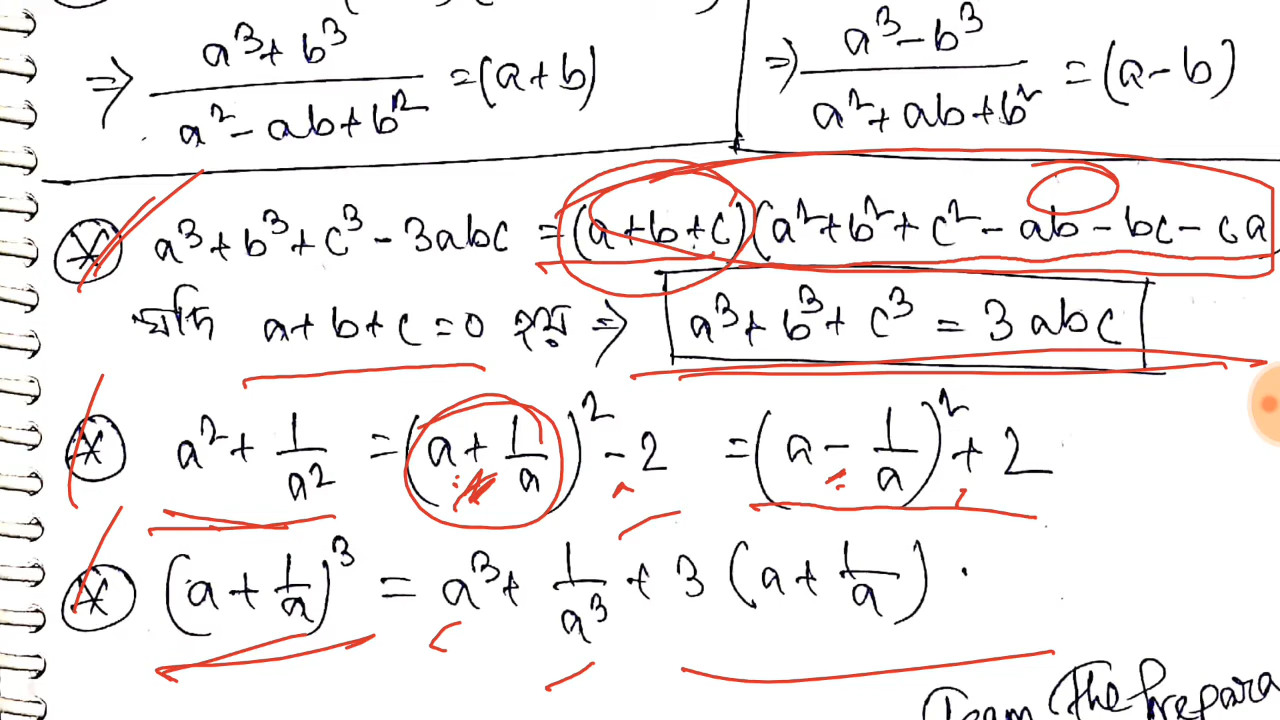 ⇒ a³+b³ / a²-ab+b² = (a+b)
⇒ a³-b³ / a²+ab+b² = (a-b)
* a³+b³+c³-3abc = (a+b+c)(a²+b²+c²-ab-bc-ca
যদি a+b+c=0 হয় ⇒ a³+b³+c³ = 3abc
* a²+1/a² = (a+1/a)²-2 = (a-1/a)²+2
* (a+1/a)³ = a³+1/a³+3(a+1/a).
Team The Prepara